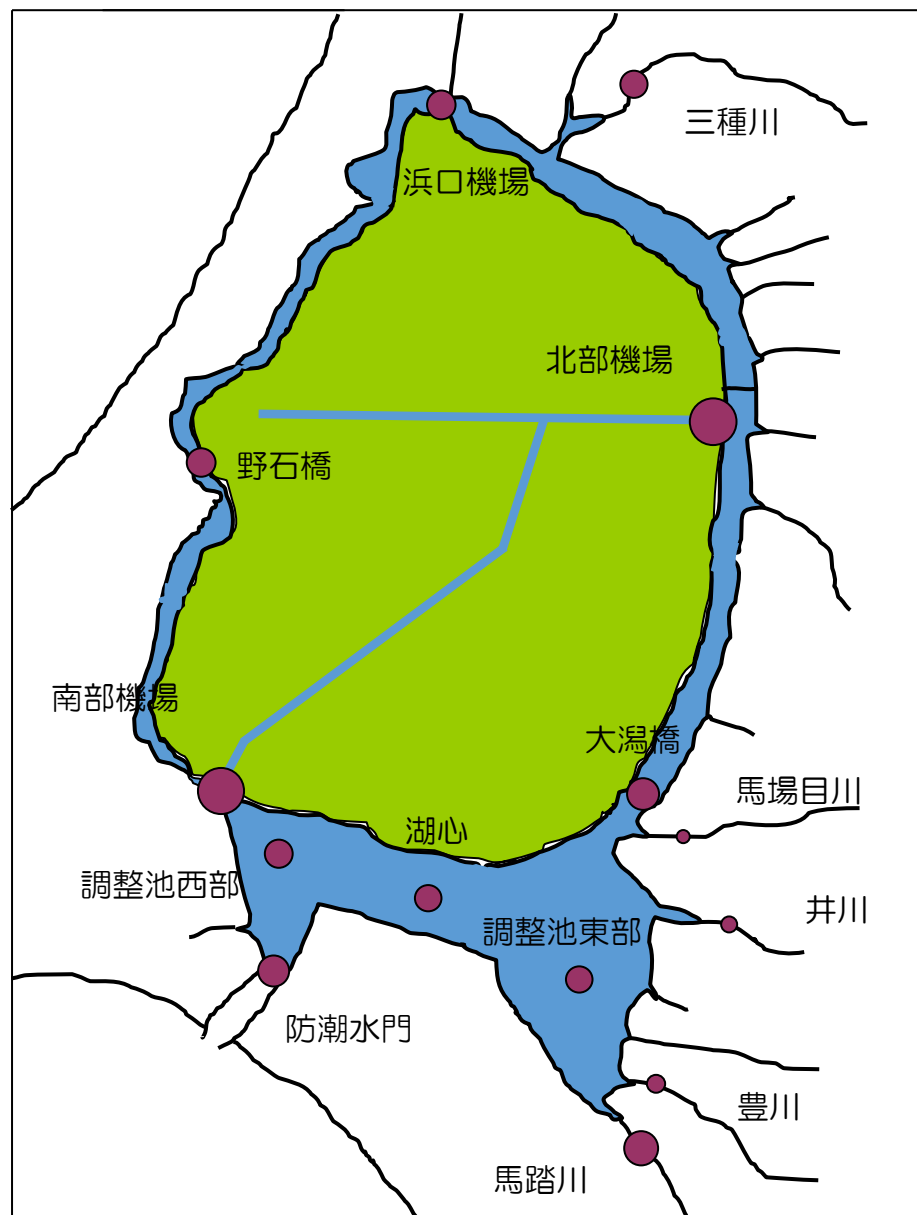 三種川
浜口機場
北部機場
野石橋
南部機場
大潟橋
馬場目川
湖心
調整池西部
井川
調整池東部
防潮水門
豊川
馬踏川